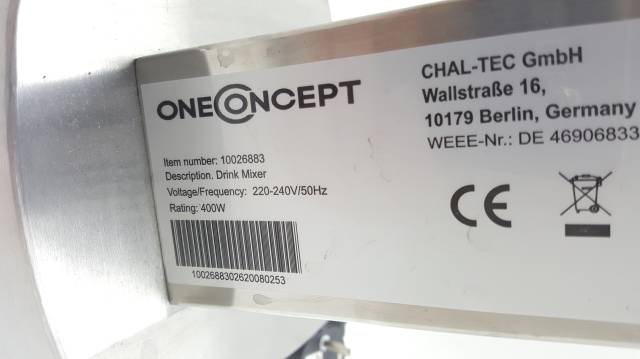 ONECONCEPT
Item number: 10026883
Description. Drink Mixer
Voltage/Frequency: 220-240V/50Hz
Rating: 400W
1002688302620080253
CHAL-TEC GmbH
Wallstraße 16,
10179 Berlin, Germany
WEEE-Nr.: DE 46906833
CE